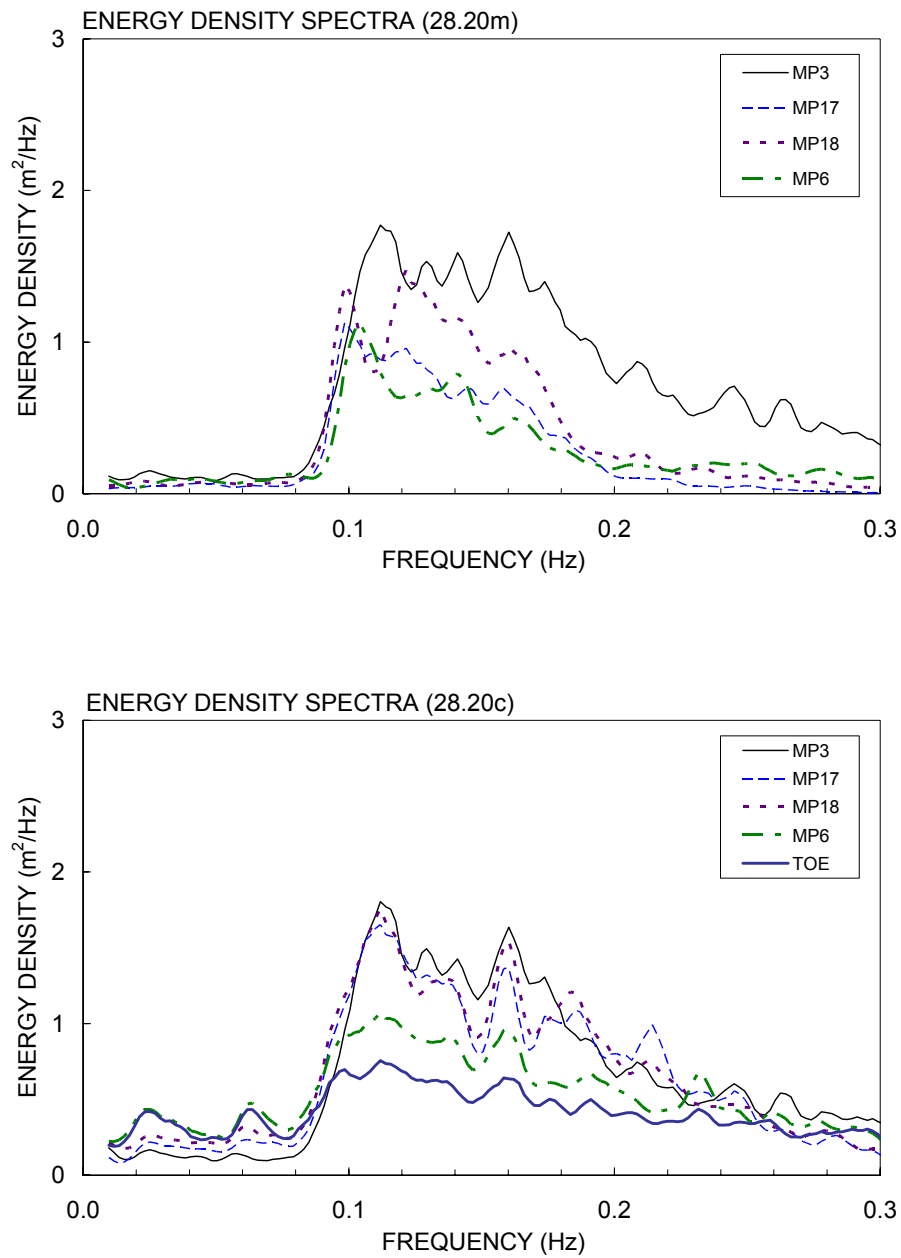 ENERGY DENSITY SPECTRA (28.20m)
3
MP3
MP17
MP18
MP6
2
1
0
ENERGY DENSITY (m²/Hz)
0.0
0.1
0.2
0.3
FREQUENCY (Hz)
ENERGY DENSITY SPECTRA (28.20c)
3
MP3
MP17
MP18
MP6
TOE
2
1
0
ENERGY DENSITY (m²/Hz)
0.0
0.1
0.2
0.3
FREQUENCY (Hz)